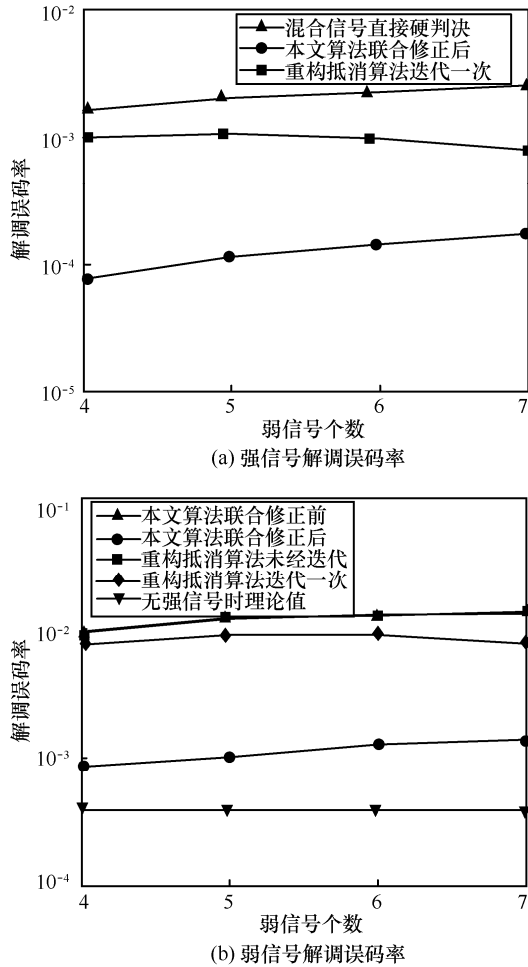 10-2
混合信号直接硬判决
本文算法联合修正后
重构抵消算法迭代一次
10-3
解调误码率
10-4
10-5
4 5 6 7
弱信号个数
(a) 强信号解调误码率
10-1
本文算法联合修正前
本文算法联合修正后
重构抵消算法未经迭代
重构抵消算法迭代一次
无强信号时理论值
10-2
解调误码率
10-3
10-4
4 5 6 7
弱信号个数
(b) 弱信号解调误码率